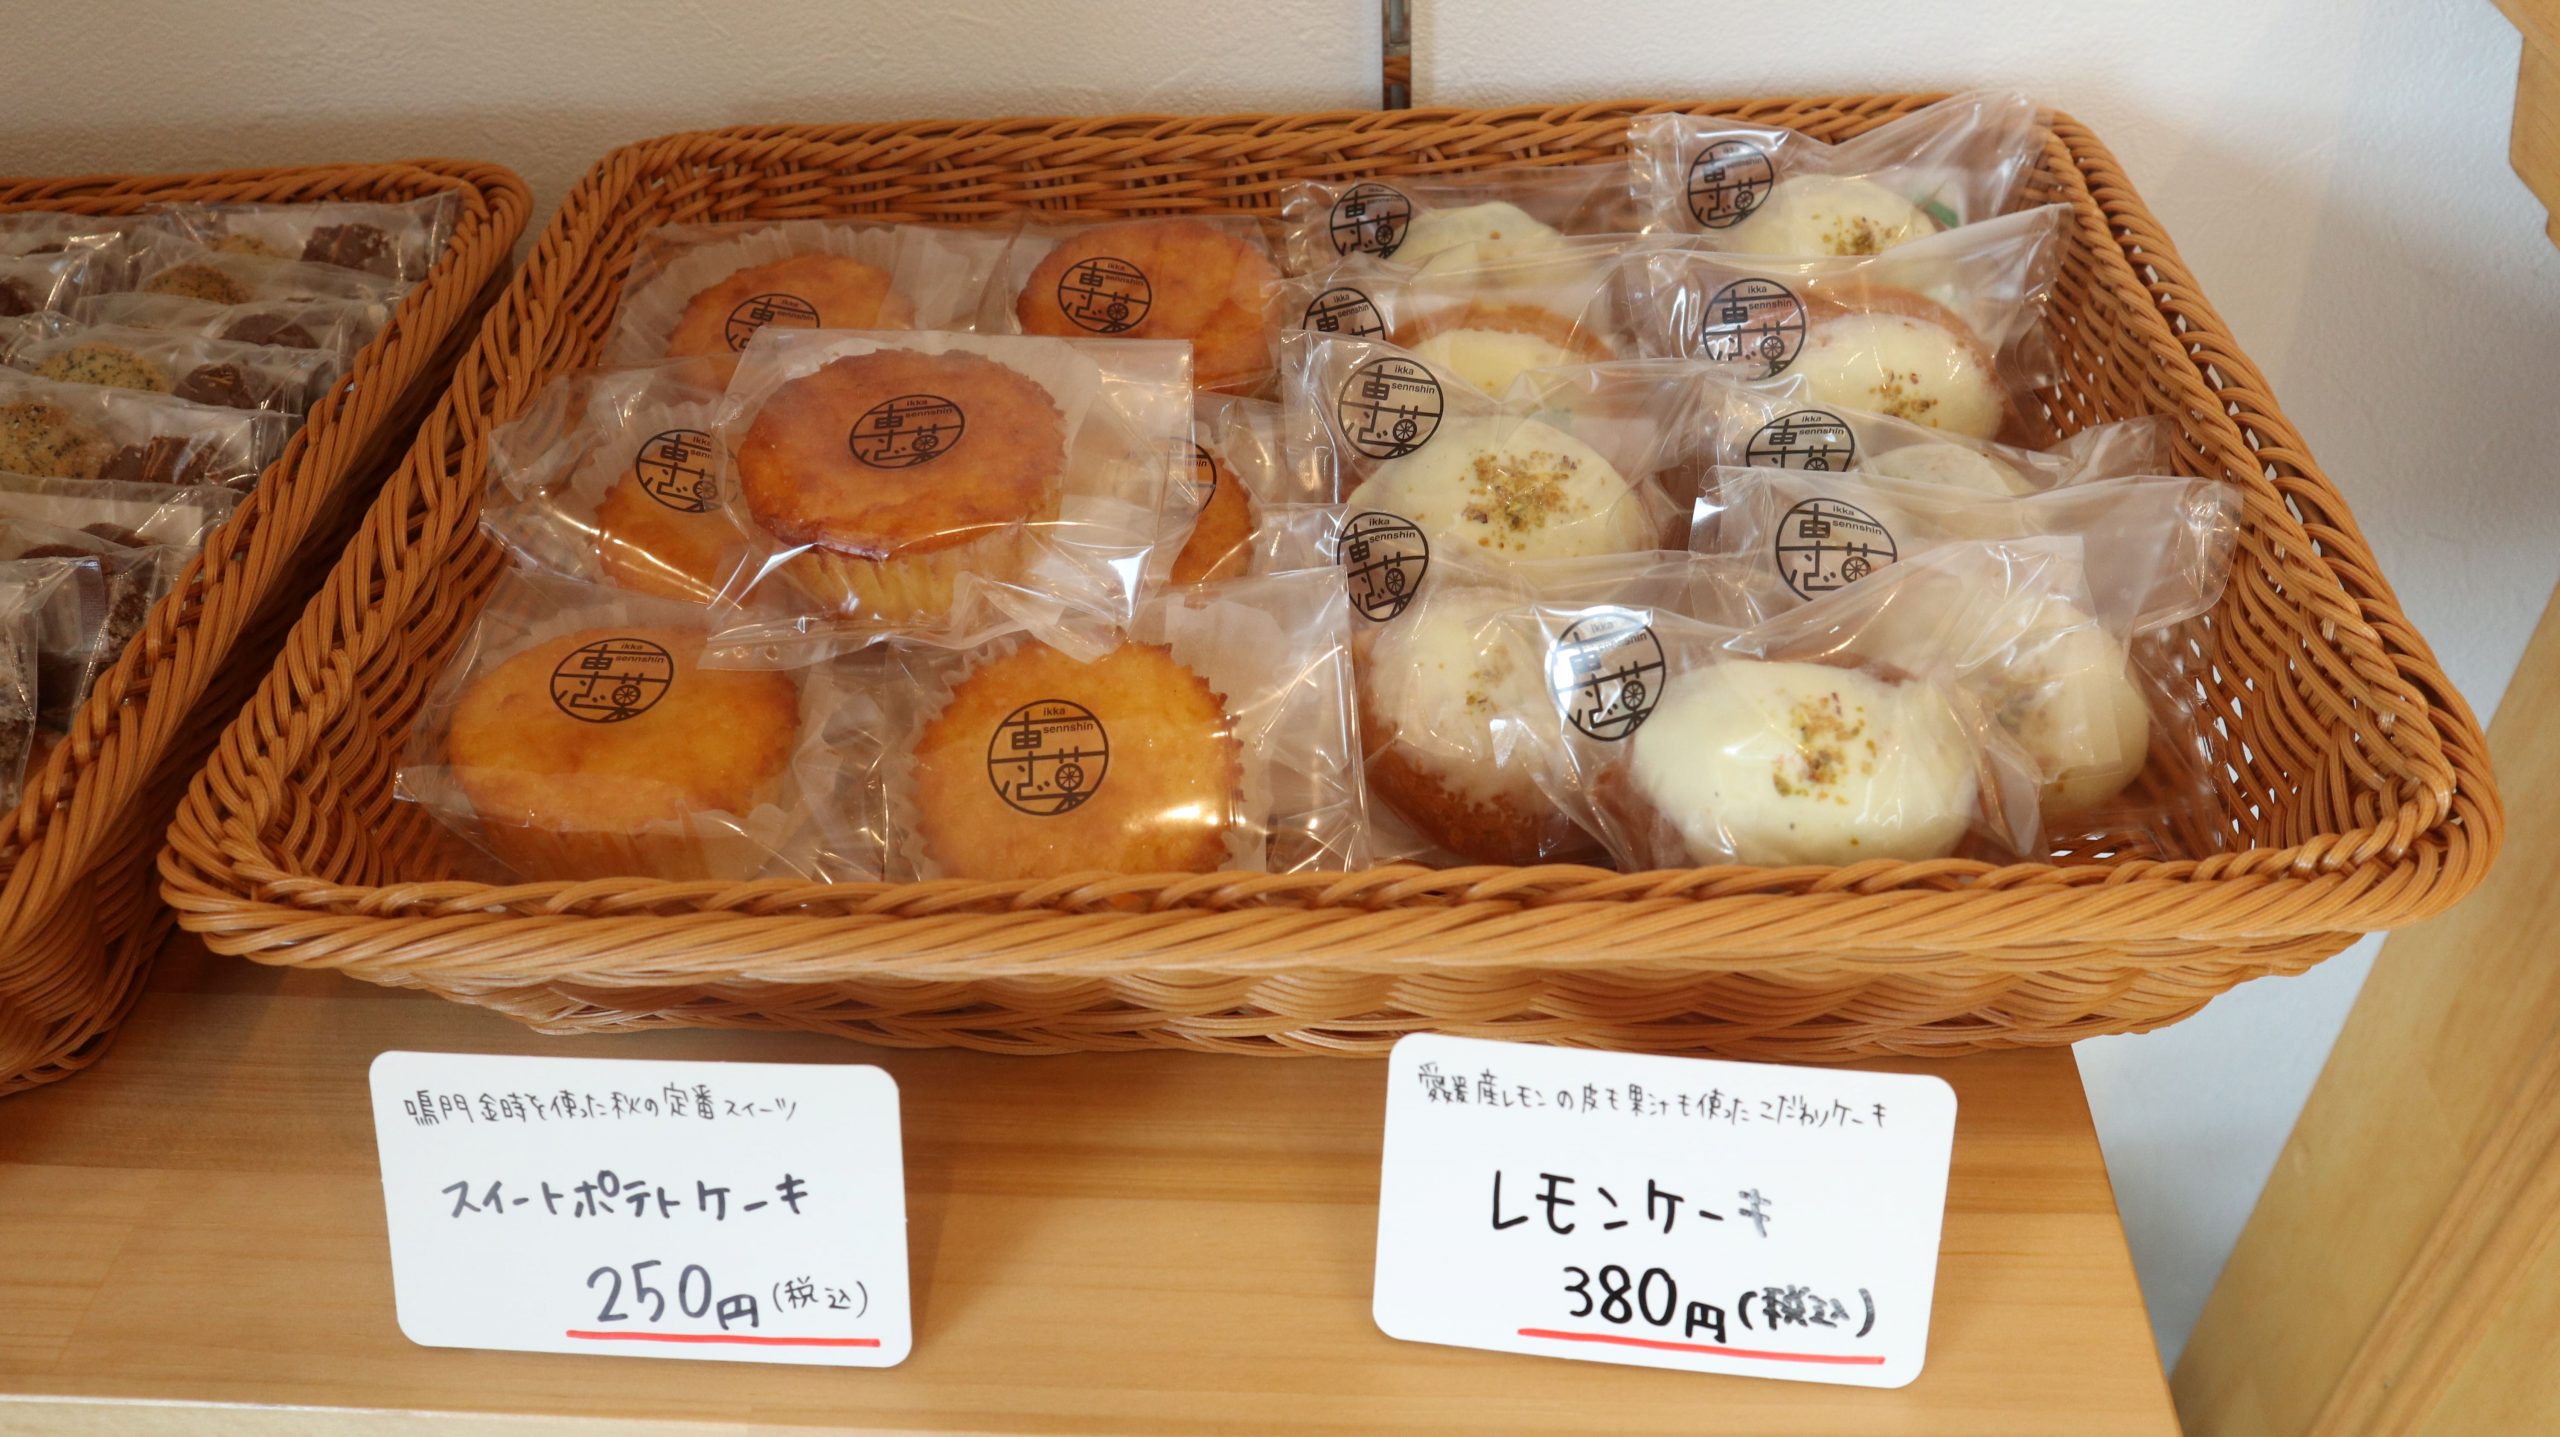 ikka
sennshin
鳴門金時を使った秋の定番スイーツ
スイートポテトケーキ
250円(税込)
愛媛産レモンの皮も果汁も使ったこだわりケーキ
レモンケーキ
380円(税込)